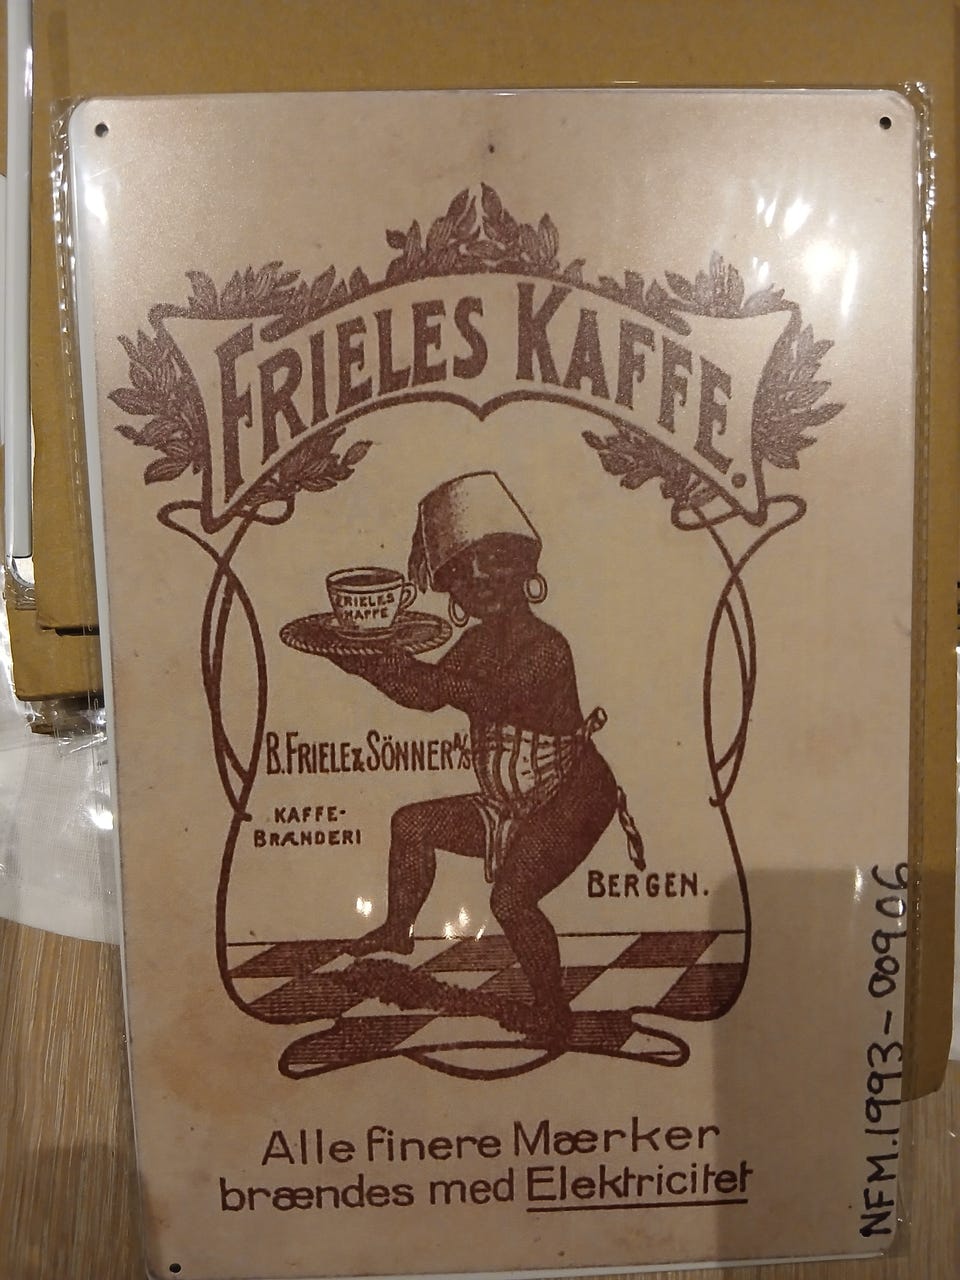 FRIELES KAFFE.
FRIELES
KAFFE
B. FRIELE & SÖNNER A/S
KAFFE-
BRÆNDERI
BERGEN.
Alle finere Mærker
brændes med Elektricitet
NFM.1993-00906